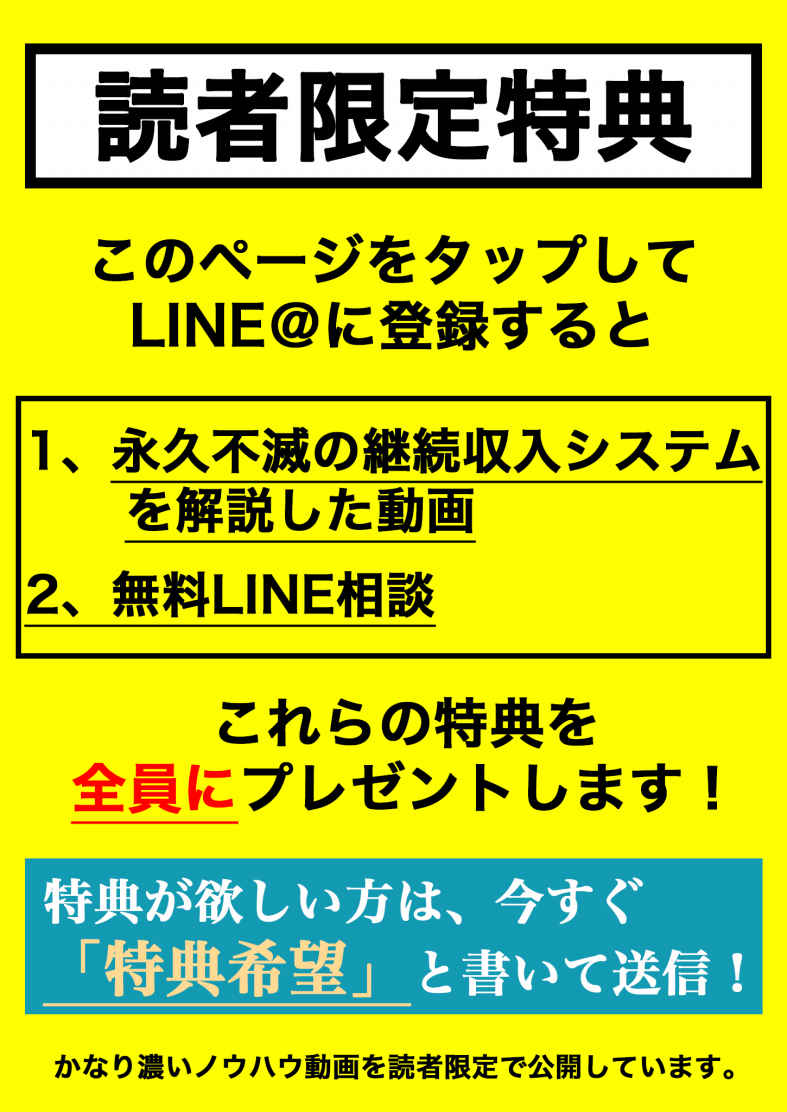 読者限定特典
このページをタップして
LINE@に登録すると
1、永久不滅の継続収入システム
を解説した動画
2、無料LINE相談
これらの特典を
全員にプレゼントします！
特典が欲しい方は、今すぐ
「特典希望」と書いて送信！
かなり濃いノウハウ動画を読者限定で公開しています。